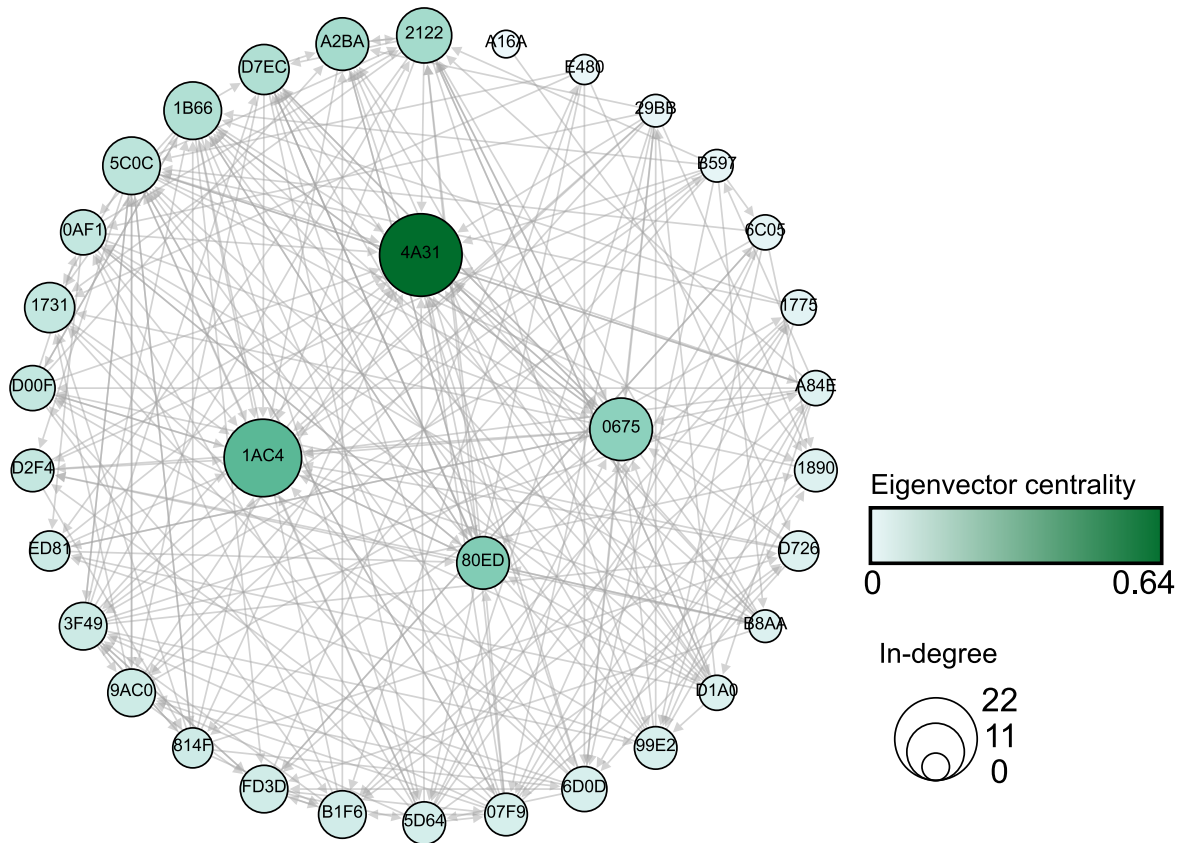 2122
A2BA
A16A
D7EC
E480
1B66
29BB
5C0C
B597
0AF1
6C05
4A31
1731
1775
D00F
A84E
0675
1AC4
D2F4
1890
Eigenvector centrality
ED81
D726
80ED
0
0.64
3F49
B8AA
In-degree
9AC0
D1A0
22
814F
99E2
11
0
FD3D
6D0D
B1F6
07F9
5D64